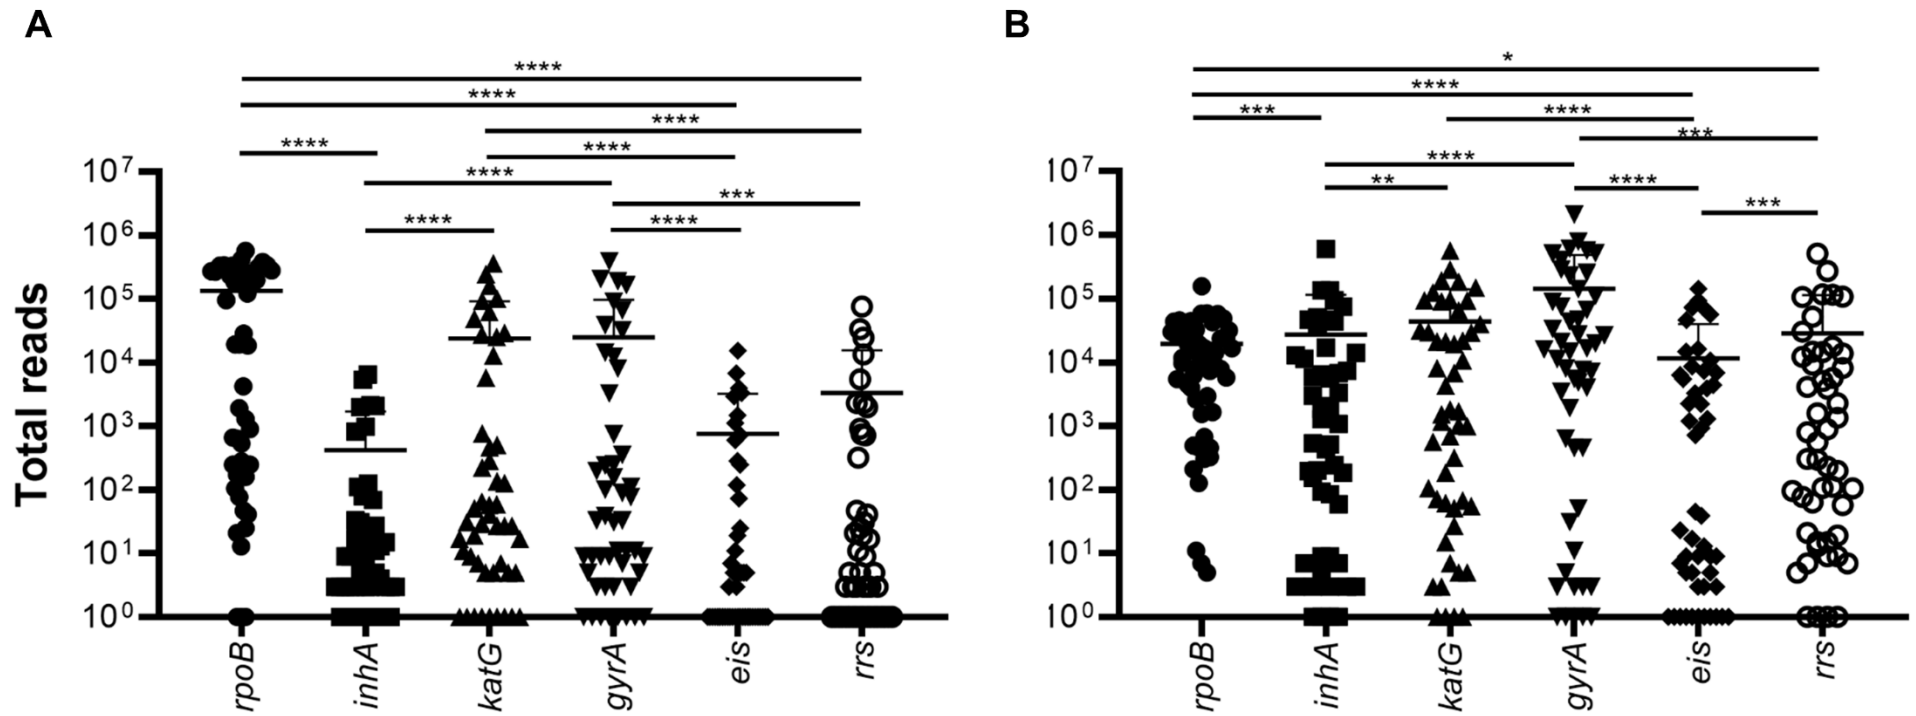 A
B
****
****
****
****
****
****
***
****
****
****
*
****
***
****
***
****
**
****
***
Total reads
10⁷
10⁶
10⁵
10⁴
10³
10²
10¹
10⁰
rpoB
inhA
katG
gyrA
eis
rrs
10⁷
10⁶
10⁵
10⁴
10³
10²
10¹
10⁰
rpoB
inhA
katG
gyrA
eis
rrs